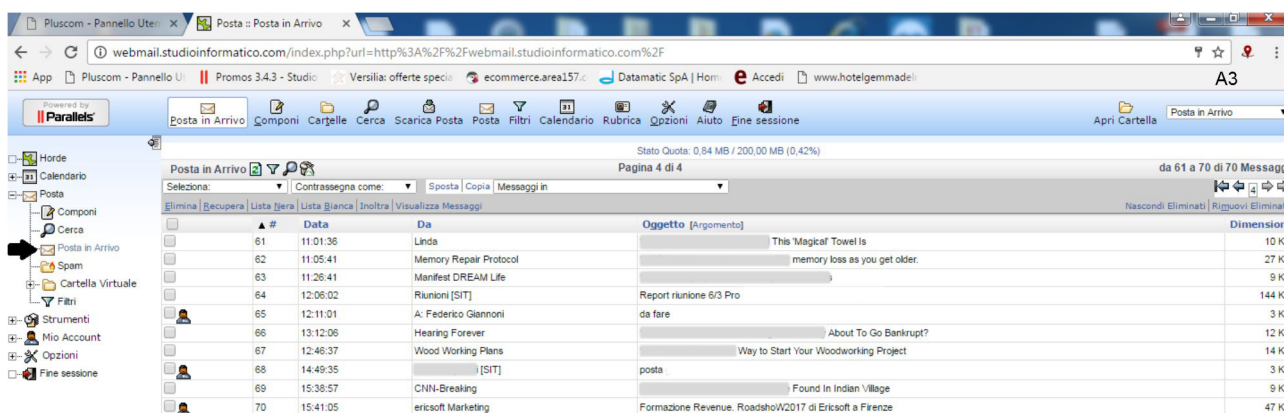 Pluscom - Pannello Uten Posta :: Posta in Arrivo
webmail.studioinformatico.com/index.php?url=http%3A%2F%2Fwebmail.studioinformatico.com%2F
App Pluscom - Pannello U Promos 3.4.3 - Studio Versilia: offerte specia ecommerce.area157.c Datamatic SpA | Hom Accedi www.hotelgemmadel
A3
Powered by
Parallels
Posta in Arrivo Componi Cartelle Cerca Scarica Posta Posta Filtri Calendario Rubrica Opzioni Aiuto Fine sessione Apri Cartella Posta in Arrivo
Stato Quota: 0,84 MB / 200,00 MB (0,42%)
Horde
Calendario
Posta
Componi
Cerca
Posta in Arrivo
Spam
Cartella Virtuale
Filtri
Strumenti
Mio Account
Opzioni
Fine sessione
Posta in Arrivo Pagina 4 di 4 da 61 a 70 di 70 Messagg
Seleziona: Contrassegna come: Sposta Copia Messaggi in 4
Elimina Recupera Lista Nera Lista Bianca Inoltra Visualizza Messaggi Nascondi Eliminati Rimuovi Eliminat
# Data Da Oggetto [Argomento] Dimension
61 11:01:36 Linda This 'Magical' Towel Is 10 K
62 11:05:41 Memory Repair Protocol memory loss as you get older. 27 K
63 11:26:41 Manifest DREAM Life 9 K
64 12:06:02 Riunioni [SIT] Report riunione 6/3 Pro 144 K
65 12:11:01 A: Federico Giannoni da fare 3 K
66 13:12:06 Hearing Forever About To Go Bankrupt? 12 K
67 12:46:37 Wood Working Plans Way to Start Your Woodworking Project 14 K
68 14:49:35 i [SIT] posta 3 K
69 15:38:57 CNN-Breaking Found In Indian Village 9 K
70 15:41:05 ericsoft Marketing Formazione Revenue. RoadshoW2017 di Ericsoft a Firenze 47 K